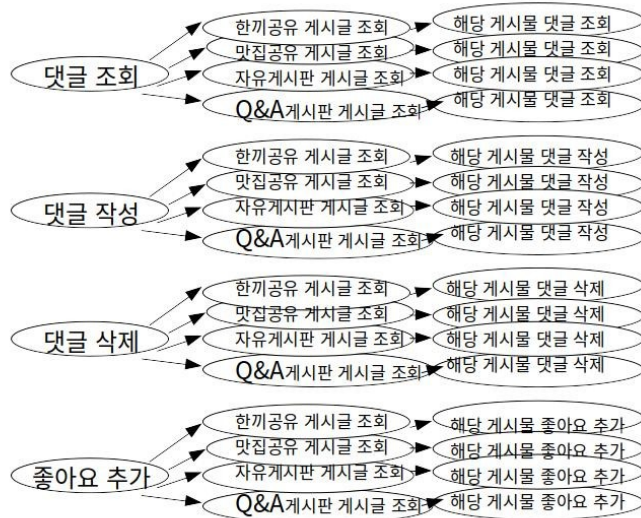 한끼공유 게시글 조회
해당 게시물 댓글 조회
맛집공유 게시글 조회
해당 게시물 댓글 조회
댓글 조회
자유게시판 게시글 조회
해당 게시물 댓글 조회
Q&A게시판 게시글 조회
해당 게시물 댓글 조회
한끼공유 게시글 조회
해당 게시물 댓글 작성
맛집공유 게시글 조회
해당 게시물 댓글 작성
댓글 작성
자유게시판 게시글 조회
해당 게시물 댓글 작성
Q&A게시판 게시글 조회
해당 게시물 댓글 작성
한끼공유 게시글 조회
해당 게시물 댓글 삭제
맛집공유 게시글 조회
해당 게시물 댓글 삭제
댓글 삭제
자유게시판 게시글 조회
해당 게시물 댓글 삭제
Q&A게시판 게시글 조회
해당 게시물 댓글 삭제
한끼공유 게시글 조회
해당 게시물 좋아요 추가
맛집공유 게시글 조회
해당 게시물 좋아요 추가
좋아요 추가
자유게시판 게시글 조회
해당 게시물 좋아요 추가
Q&A게시판 게시글 조회
해당 게시물 좋아요 추가